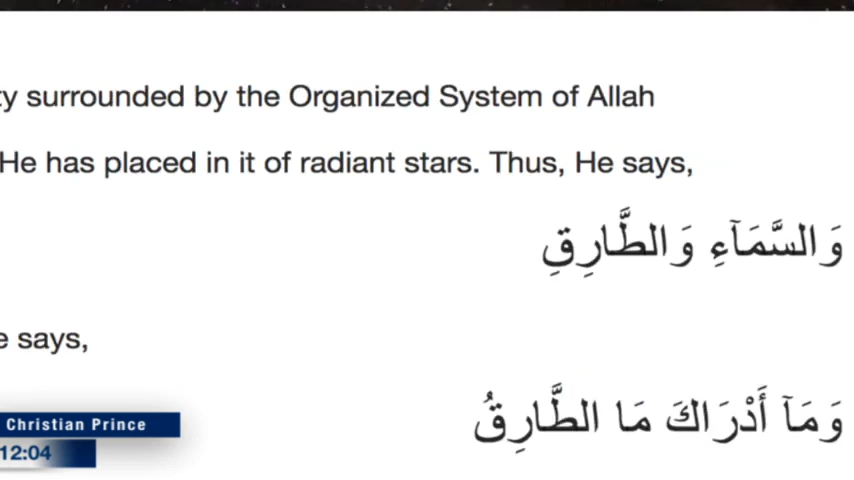 ty surrounded by the Organized System of Allah
He has placed in it of radiant stars. Thus, He says,
وَالسَّمَآءِ وَالطَّارِقِ
e says,
وَمَآ أَدْرَاكَ مَا الطَّارِقُ
Christian Prince
12:04